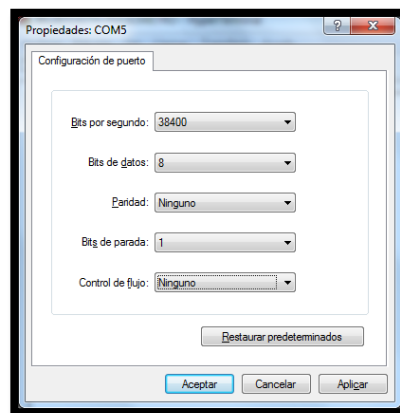 Propiedades: COM5
Configuración de puerto
Bits por segundo: 38400
Bits de datos: 8
Paridad: Ninguno
Bits de parada: 1
Control de flujo: Ninguno
Restaurar predeterminados
Aceptar Cancelar Aplicar